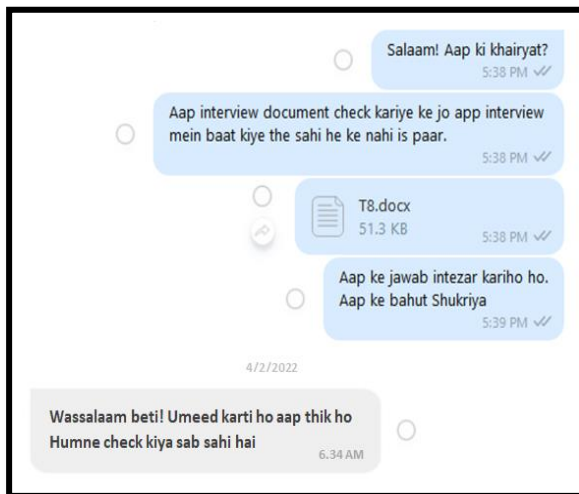 Salaam! Aap ki khairyat?
5:38 PM
Aap interview document check kariye ke jo app interview
mein baat kiye the sahi he ke nahi is paar.
5:38 PM
T8.docx
51.3 KB
5:38 PM
Aap ke jawab intezar kariho ho.
Aap ke bahut Shukriya
5:39 PM
4/2/2022
Wassalaam beti! Umeed karti ho aap thik ho
Humne check kiya sab sahi hai
6.34 AM